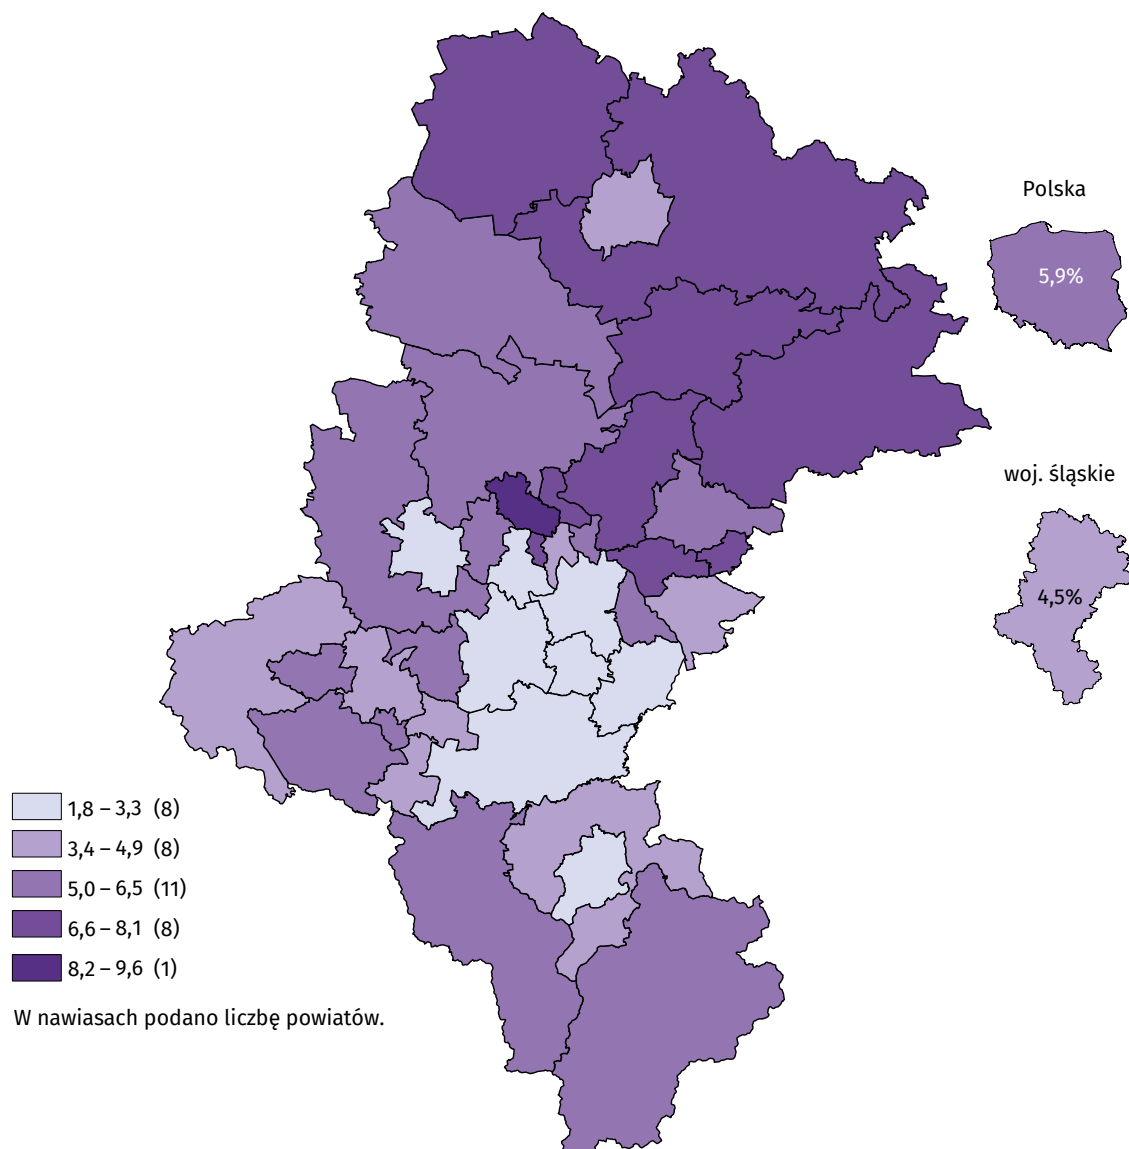 Polska
5,9%
woj. śląskie
4,5%
1,8 – 3,3 (8)
3,4 – 4,9 (8)
5,0 – 6,5 (11)
6,6 – 8,1 (8)
8,2 – 9,6 (1)
W nawiasach podano liczbę powiatów.